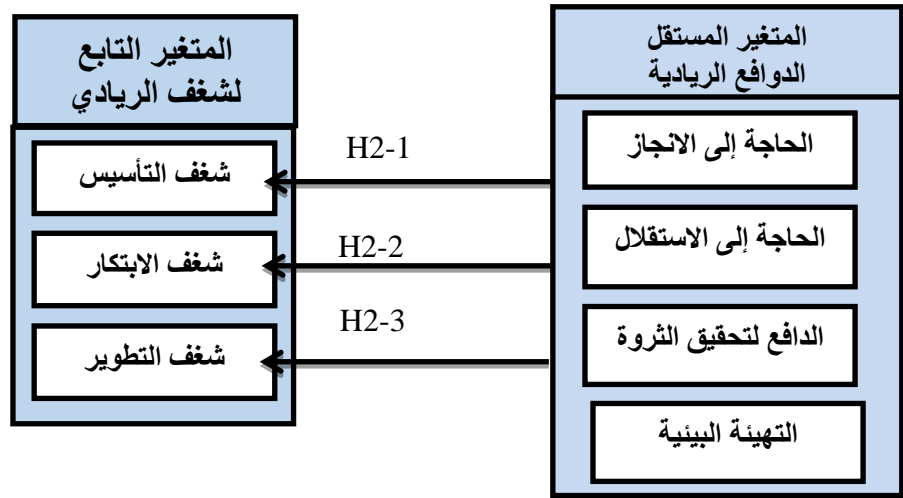 المتغير المستقل
الدوافع الريادية
الحاجة إلى الانجاز
الحاجة إلى الاستقلال
الدافع لتحقيق الثروة
التهيئة البيئية
H2-1
H2-2
H2-3
المتغير التابع
لشغف الريادي
شغف التأسيس
شغف الابتكار
شغف التطوير